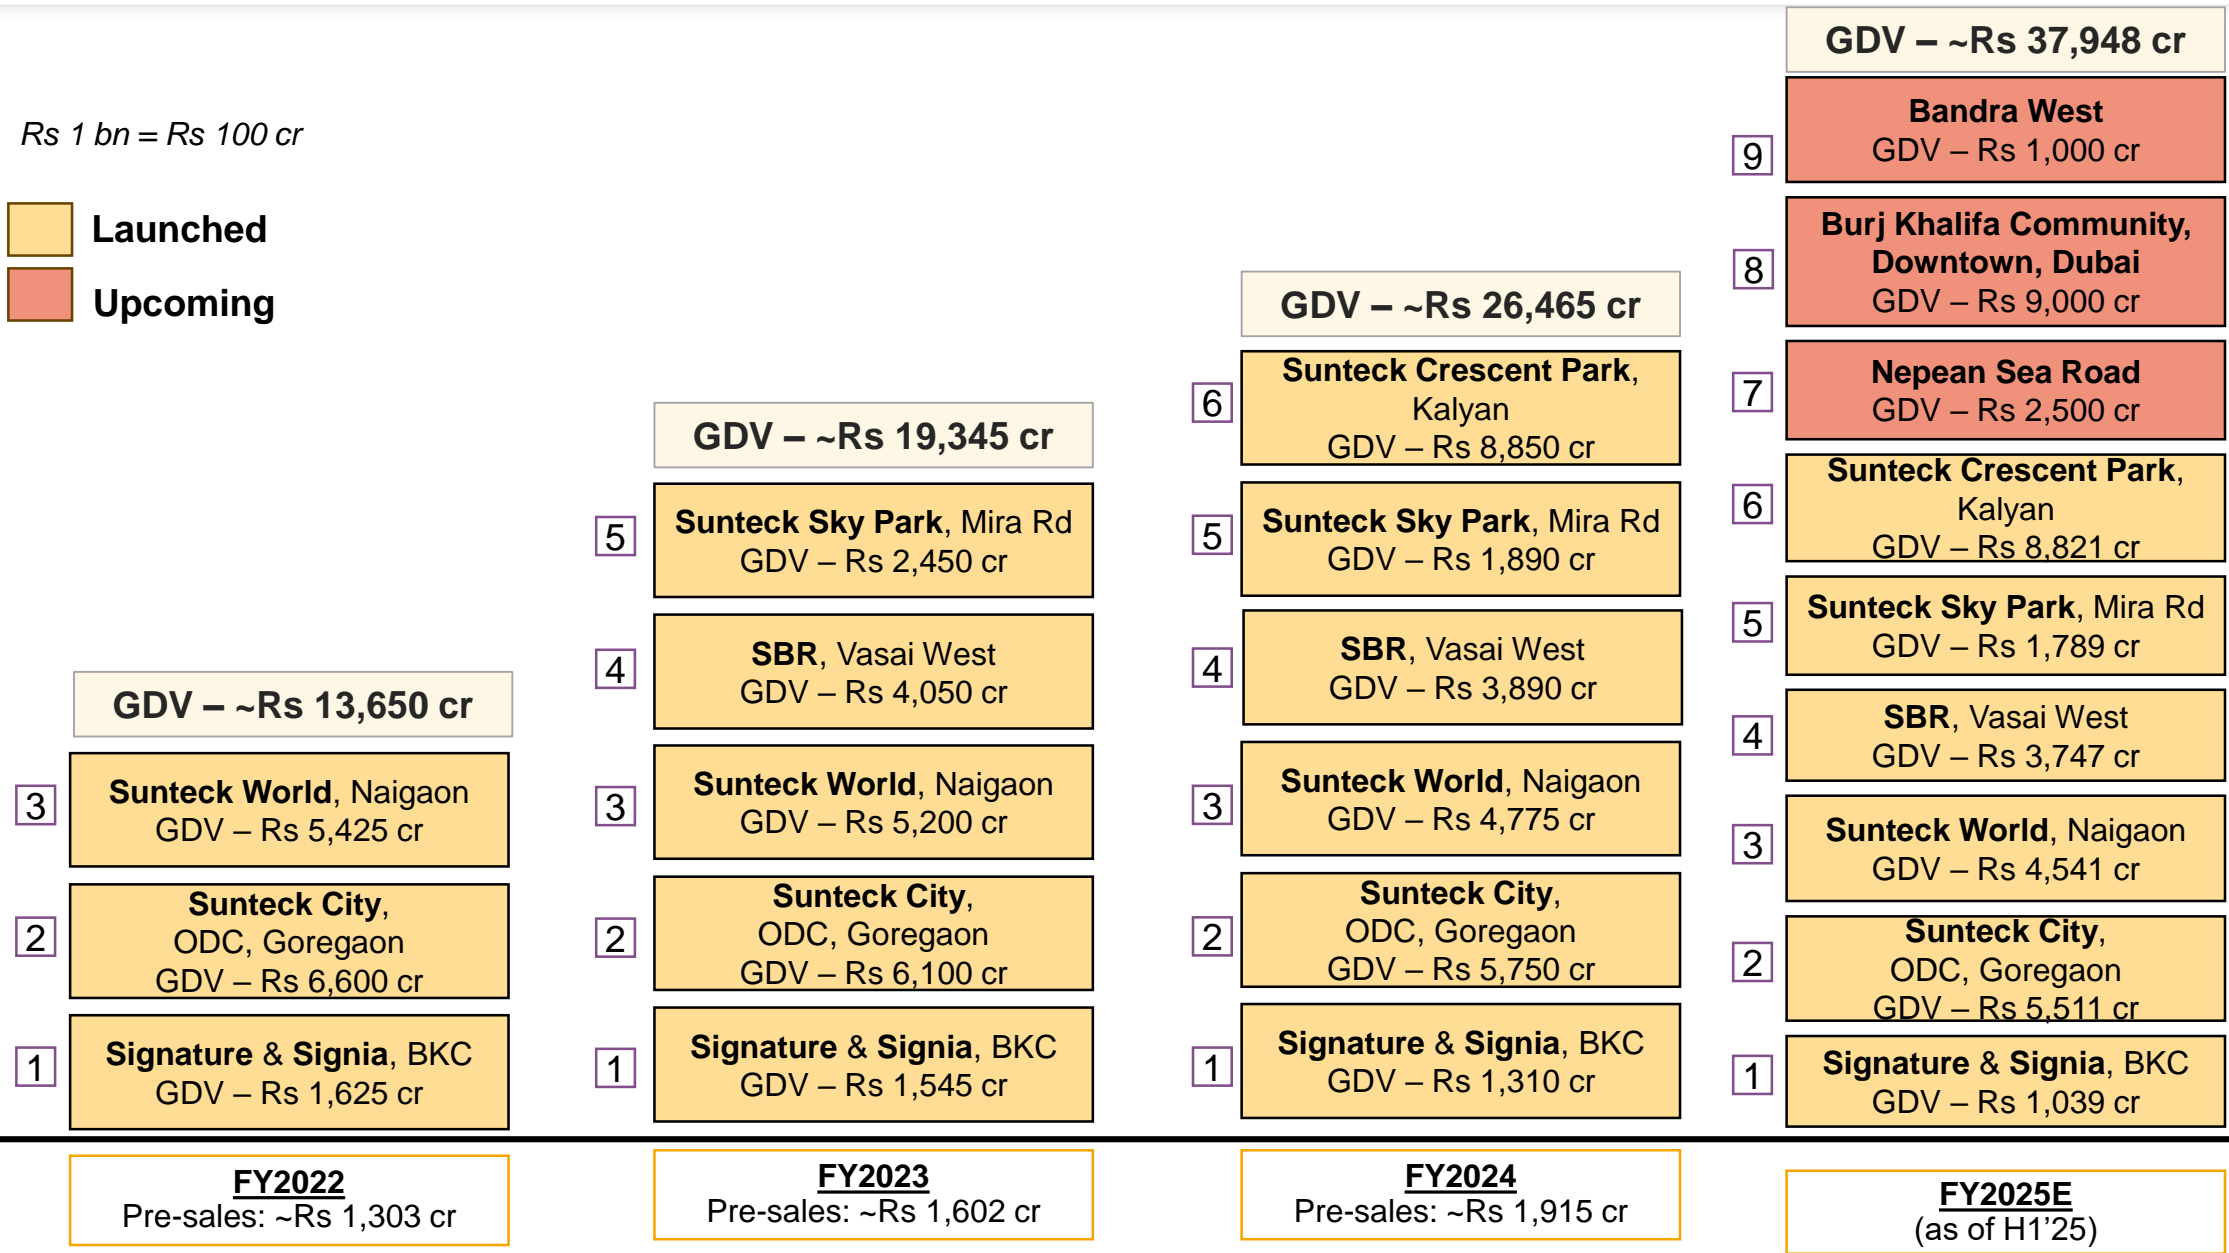 Rs 1 bn = Rs 100 cr
Launched
Upcoming
GDV – ~Rs 13,650 cr
3
Sunteck World, Naigaon
GDV – Rs 5,425 cr
2
Sunteck City,
ODC, Goregaon
GDV – Rs 6,600 cr
1
Signature & Signia, BKC
GDV – Rs 1,625 cr
FY2022
Pre-sales: ~Rs 1,303 cr
GDV – ~Rs 19,345 cr
5
Sunteck Sky Park, Mira Rd
GDV – Rs 2,450 cr
4
SBR, Vasai West
GDV – Rs 4,050 cr
3
Sunteck World, Naigaon
GDV – Rs 5,200 cr
2
Sunteck City,
ODC, Goregaon
GDV – Rs 6,100 cr
1
Signature & Signia, BKC
GDV – Rs 1,545 cr
FY2023
Pre-sales: ~Rs 1,602 cr
GDV – ~Rs 26,465 cr
6
Sunteck Crescent Park,
Kalyan
GDV – Rs 8,850 cr
5
Sunteck Sky Park, Mira Rd
GDV – Rs 1,890 cr
4
SBR, Vasai West
GDV – Rs 3,890 cr
3
Sunteck World, Naigaon
GDV – Rs 4,775 cr
2
Sunteck City,
ODC, Goregaon
GDV – Rs 5,750 cr
1
Signature & Signia, BKC
GDV – Rs 1,310 cr
FY2024
Pre-sales: ~Rs 1,915 cr
GDV – ~Rs 37,948 cr
9
Bandra West
GDV – Rs 1,000 cr
8
Burj Khalifa Community,
Downtown, Dubai
GDV – Rs 9,000 cr
7
Nepean Sea Road
GDV – Rs 2,500 cr
6
Sunteck Crescent Park,
Kalyan
GDV – Rs 8,821 cr
5
Sunteck Sky Park, Mira Rd
GDV – Rs 1,789 cr
4
SBR, Vasai West
GDV – Rs 3,747 cr
3
Sunteck World, Naigaon
GDV – Rs 4,541 cr
2
Sunteck City,
ODC, Goregaon
GDV – Rs 5,511 cr
1
Signature & Signia, BKC
GDV – Rs 1,039 cr
FY2025E
(as of H1’25)